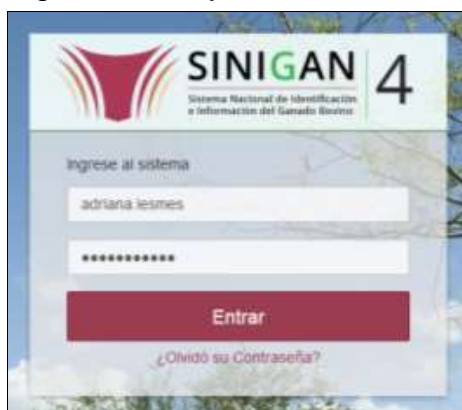 SINIGAN 4
Sistema Nacional de Identificación
e Información del Ganado Bovino
Ingrese al sistema
adriana.lesmes
•••••••••••
Entrar
¿Olvidó su Contraseña?